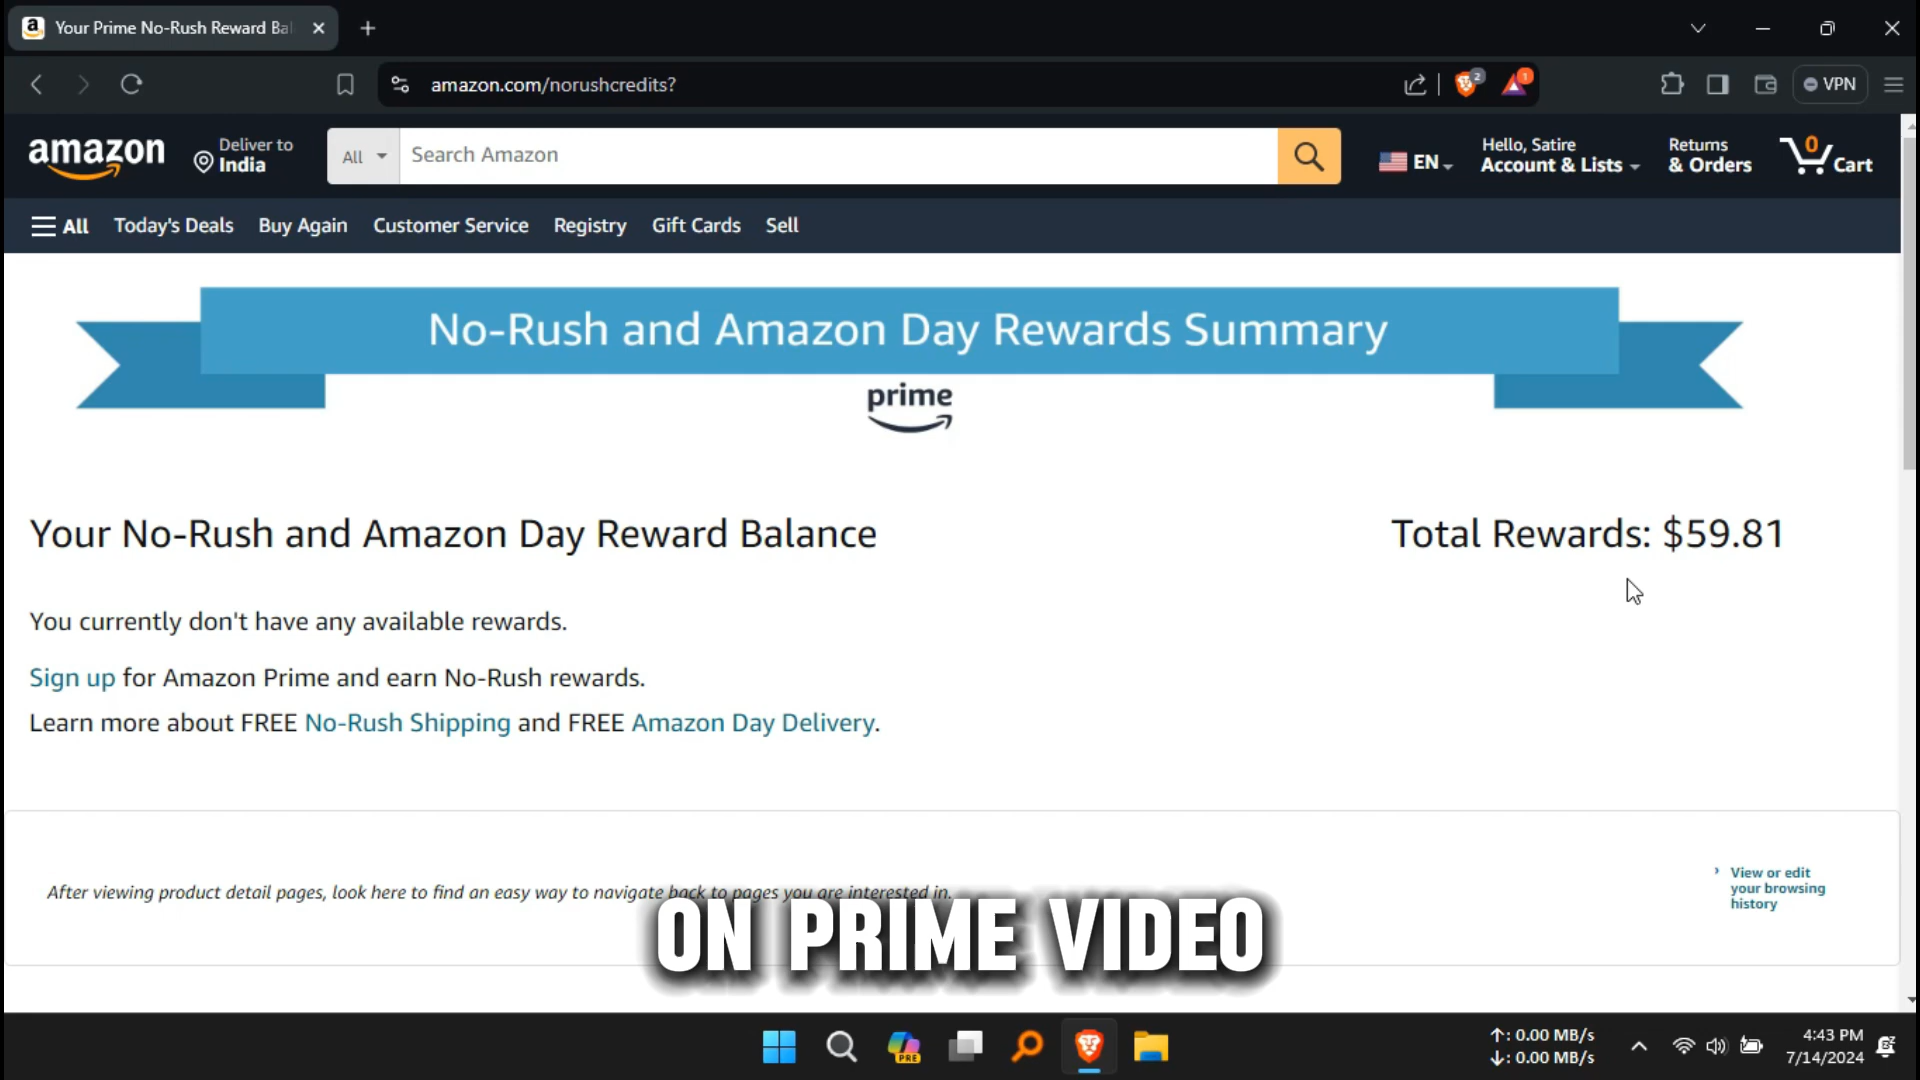 Your Prime No-Rush Reward Ba
amazon.com/norushcredits?
2
1
VPN
amazon
Deliver to
India
All
Search Amazon
EN
Hello, Satire
Account & Lists
Returns
& Orders
0
Cart
All
Today's Deals
Buy Again
Customer Service
Registry
Gift Cards
Sell
No-Rush and Amazon Day Rewards Summary
prime
Your No-Rush and Amazon Day Reward Balance
Total Rewards: $59.81
You currently don't have any available rewards.
Sign up for Amazon Prime and earn No-Rush rewards.
Learn more about FREE No-Rush Shipping and FREE Amazon Day Delivery.
After viewing product detail pages, look here to find an easy way to navigate back to pages you are interested in.
View or edit
your browsing
history
ON PRIME VIDEO
PRE
↑: 0.00 MB/s
↓: 0.00 MB/s
4:43 PM
7/14/2024